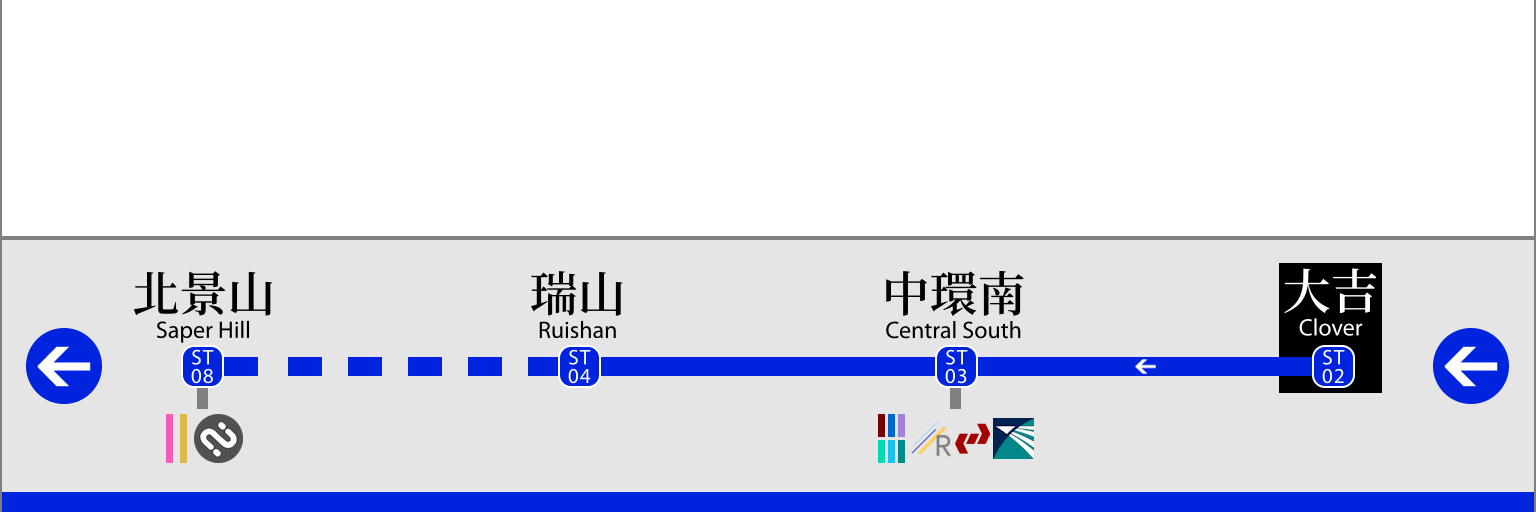 北景山
Saper Hill
ST
08
瑞山
Ruishan
ST
04
中環南
Central South
ST
03
R
大吉
Clover
ST
02